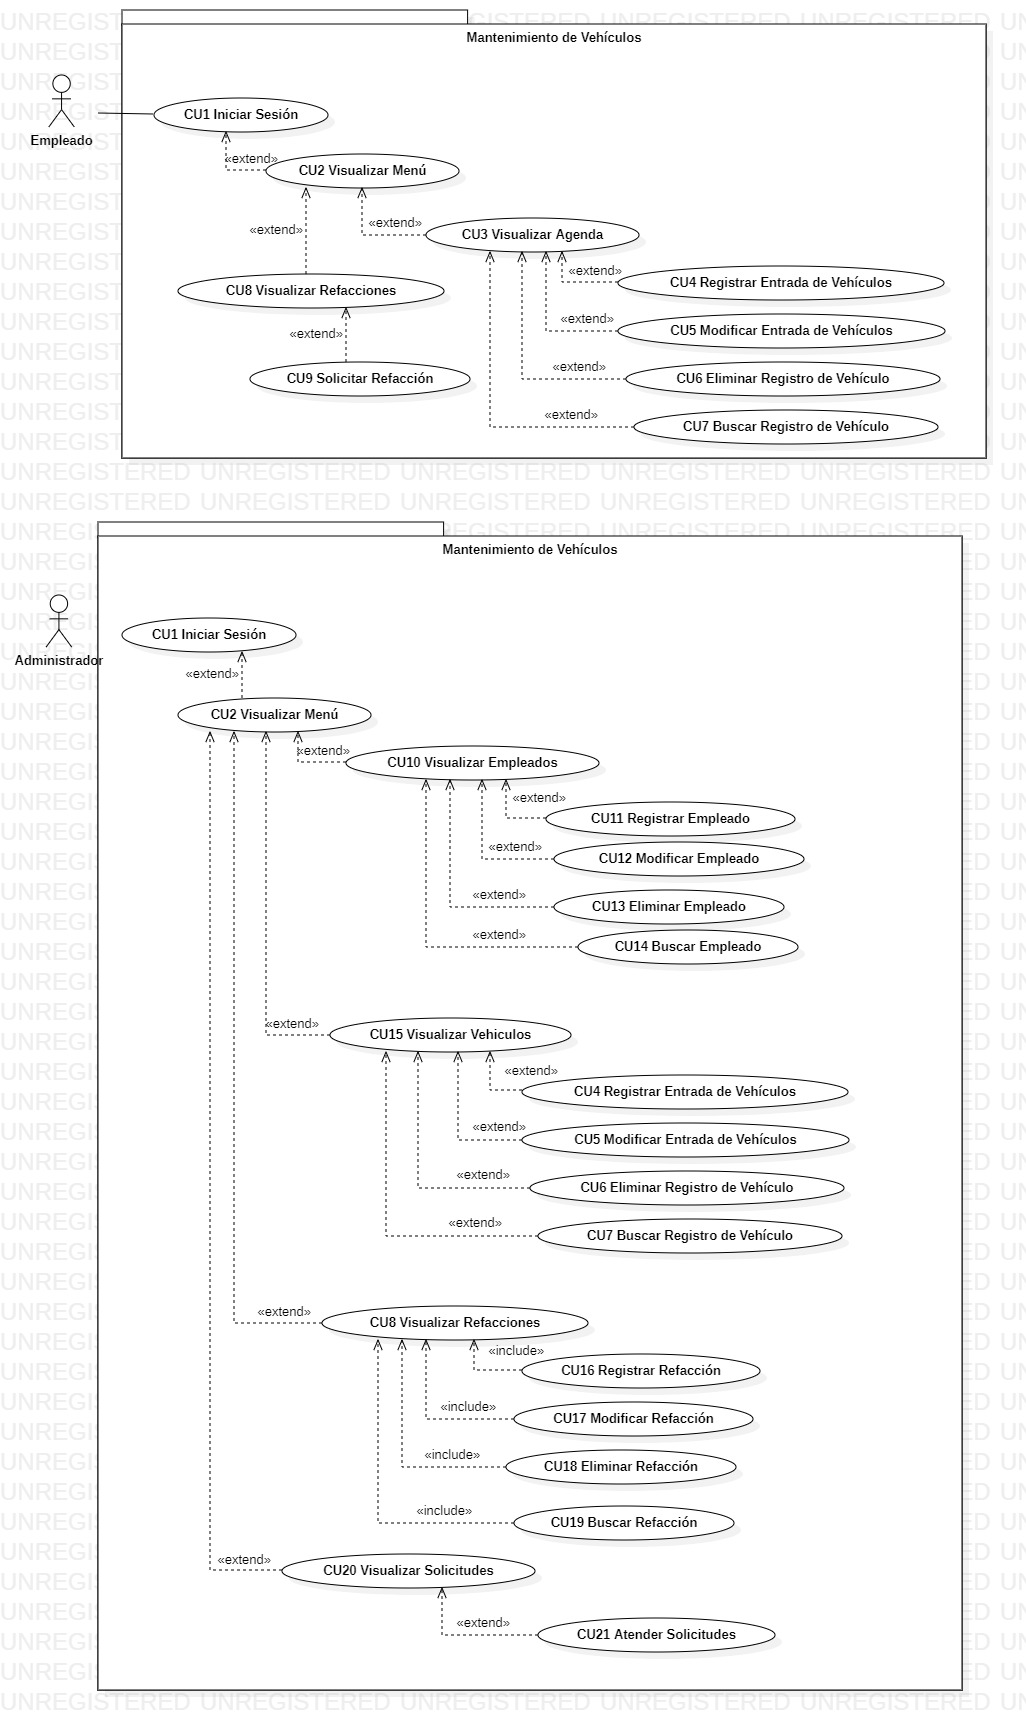 Mantenimiento de Vehículos
Empleado
CU1 Iniciar Sesión
«extend»
CU2 Visualizar Menú
«extend»
«extend»
CU3 Visualizar Agenda
«extend»
CU4 Registrar Entrada de Vehículos
CU8 Visualizar Refacciones
«extend»
CU5 Modificar Entrada de Vehículos
«extend»
«extend»
CU6 Eliminar Registro de Vehículo
CU9 Solicitar Refacción
«extend»
CU7 Buscar Registro de Vehículo
Mantenimiento de Vehículos
Administrador
CU1 Iniciar Sesión
«extend»
CU2 Visualizar Menú
«extend»
CU10 Visualizar Empleados
«extend»
CU11 Registrar Empleado
«extend»
CU12 Modificar Empleado
«extend»
CU13 Eliminar Empleado
«extend»
CU14 Buscar Empleado
«extend»
CU15 Visualizar Vehiculos
«extend»
CU4 Registrar Entrada de Vehículos
«extend»
CU5 Modificar Entrada de Vehículos
«extend»
CU6 Eliminar Registro de Vehículo
«extend»
CU7 Buscar Registro de Vehículo
«extend»
CU8 Visualizar Refacciones
«include»
CU16 Registrar Refacción
«include»
CU17 Modificar Refacción
«include»
CU18 Eliminar Refacción
«include»
CU19 Buscar Refacción
«extend»
CU20 Visualizar Solicitudes
«extend»
CU21 Atender Solicitudes
UNREGISTERED UNREGISTERED UNREGISTERED UNREGISTERED UNREGISTERED